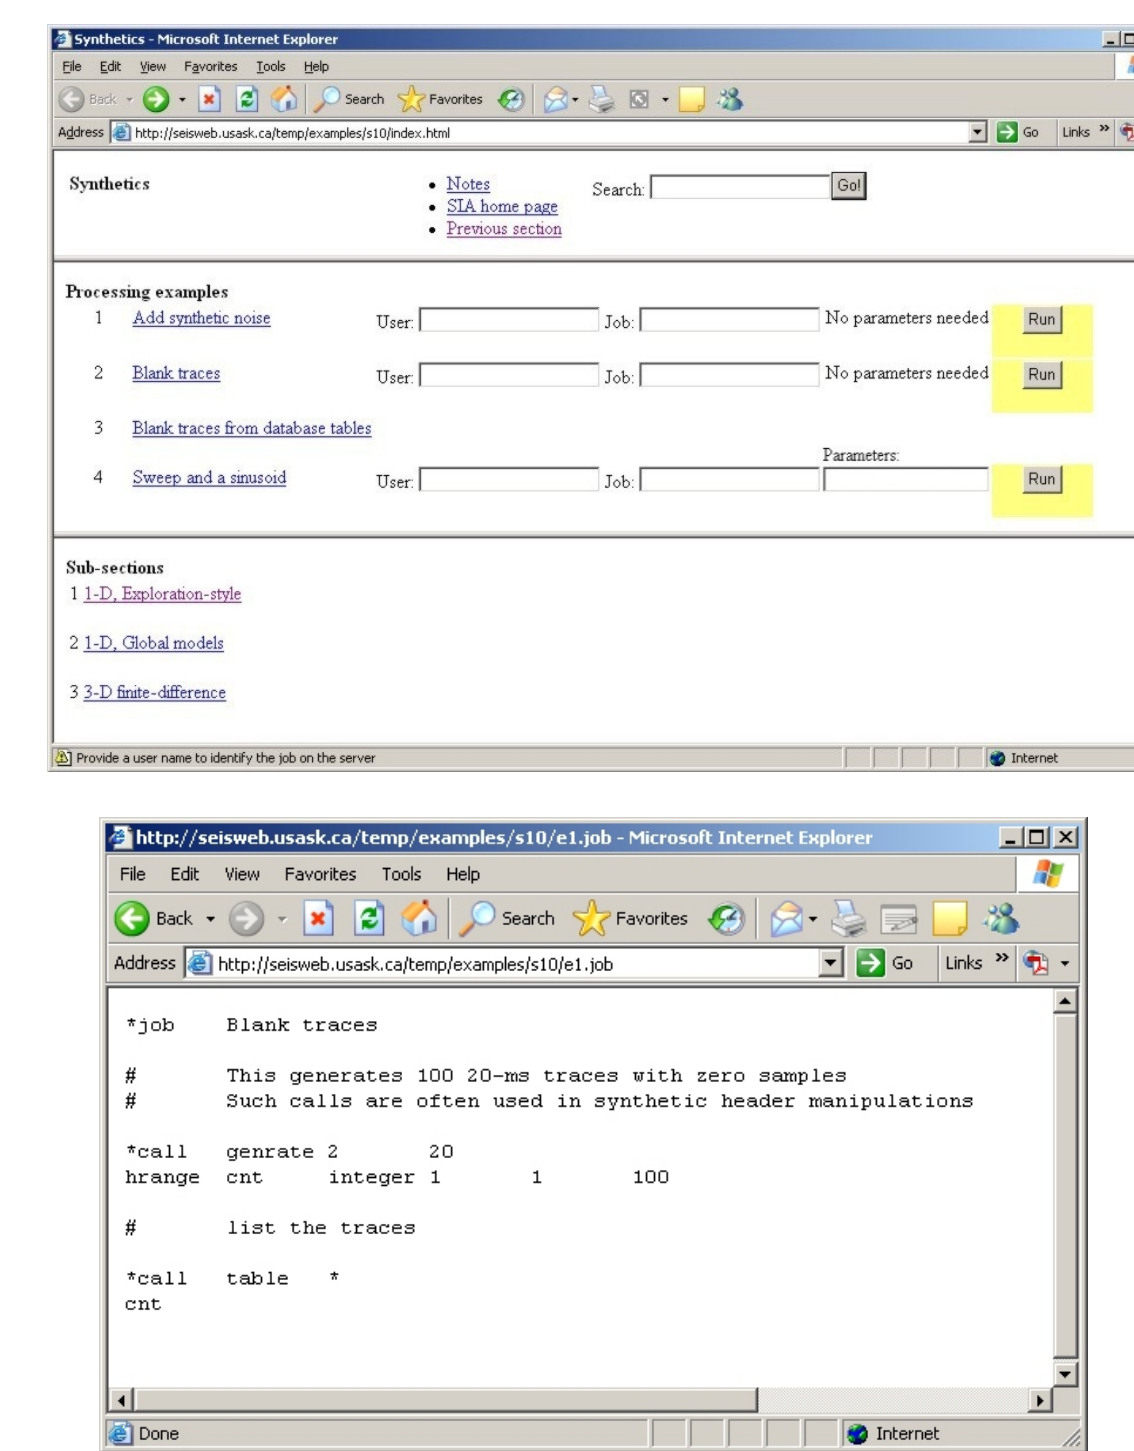 Synthetics - Microsoft Internet Explorer
File Edit View Favorites Tools Help
Back Search Favorites
Address http://seisweb.usask.ca/temp/examples/s10/index.html Go Links »
Synthetics
• Notes
Search: Go!
• SIA home page
• Previous section
Processing examples
1 Add synthetic noise User: Job: No parameters needed Run
2 Blank traces User: Job: No parameters needed Run
3 Blank traces from database tables
Parameters:
4 Sweep and a sinusoid User: Job: Run
Sub-sections
1 1-D, Exploration-style
2 1-D, Global models
3 3-D finite-difference
Provide a user name to identify the job on the server Internet
http://seisweb.usask.ca/temp/examples/s10/e1.job - Microsoft Internet Explorer
File Edit View Favorites Tools Help
Back Search Favorites
Address http://seisweb.usask.ca/temp/examples/s10/e1.job Go Links »
*job Blank traces
# This generates 100 20-ms traces with zero samples
# Such calls are often used in synthetic header manipulations
*call genrate 2 20
hrange cnt integer 1 1 100
# list the traces
*call table *
cnt
Done Internet